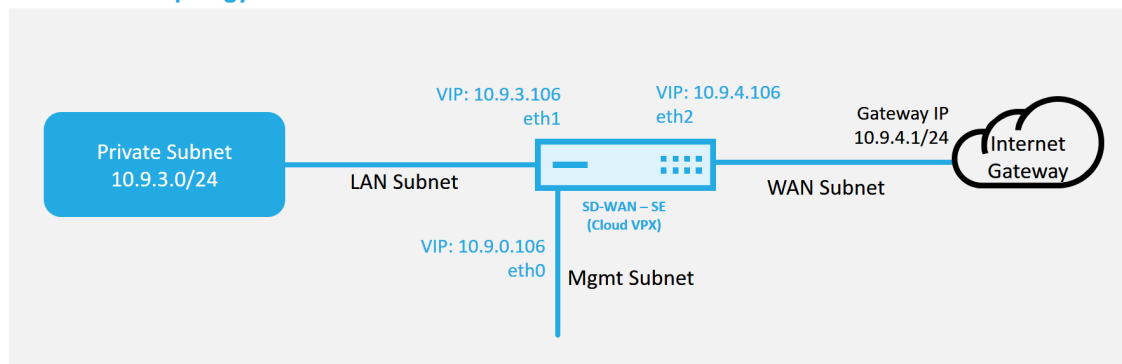 VIP: 10.9.3.106
eth1
VIP: 10.9.4.106
eth2
Gateway IP
10.9.4.1/24
Internet
Gateway
Private Subnet
10.9.3.0/24
LAN Subnet
WAN Subnet
SD-WAN – SE
(Cloud VPX)
VIP: 10.9.0.106
eth0
Mgmt Subnet